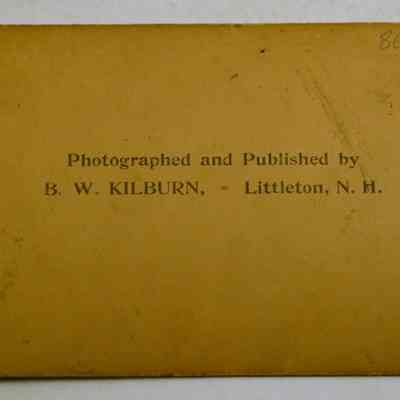 Photographed and Published by
B. W. KILBURN, - Littleton, N. H.